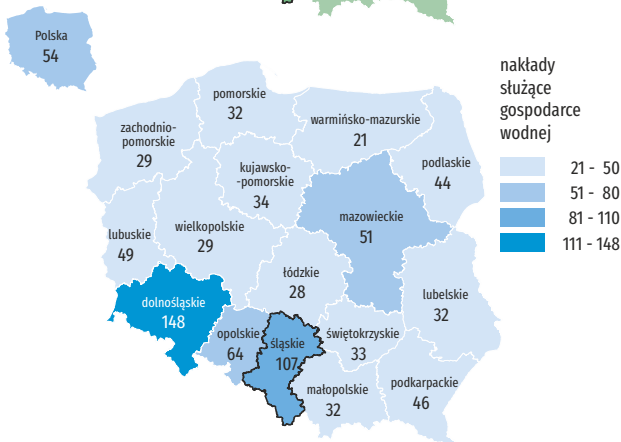 Polska
54
nakłady
służące
gospodarce
wodnej
21 - 50
51 - 80
81 - 110
111 - 148
pomorskie
32
warmińsko-mazurskie
21
zachodnio-
pomorskie
29
podlaskie
44
kujawsko-
-pomorskie
34
mazowieckie
51
wielkopolskie
29
lubuskie
49
łódzkie
28
lubelskie
32
dolnośląskie
148
opolskie
64
śląskie
107
świętokrzyskie
33
małopolskie
32
podkarpackie
46